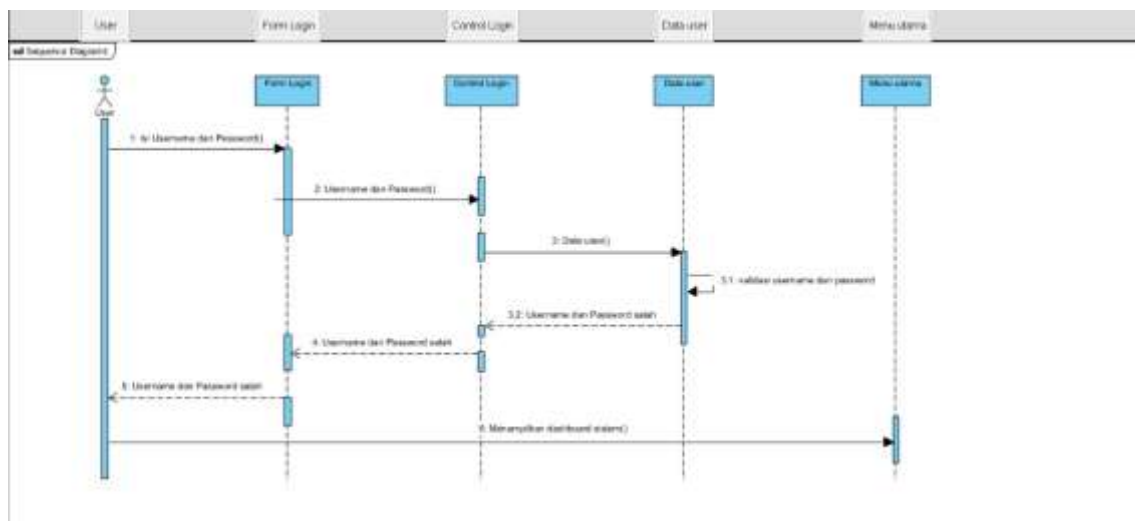 User Form Login Control Login Data user Menu utama
sd Sequence Diagram1
Form Login Control Login Data user Menu utama
User
1: Isi Username dan Password()
2: Username dan Password()
3: Data user()
3.1: validasi username dan password
3.2: Username dan Password salah
4: Username dan Password salah
5: Username dan Password salah
6: Menampilkan dashboard sistem()